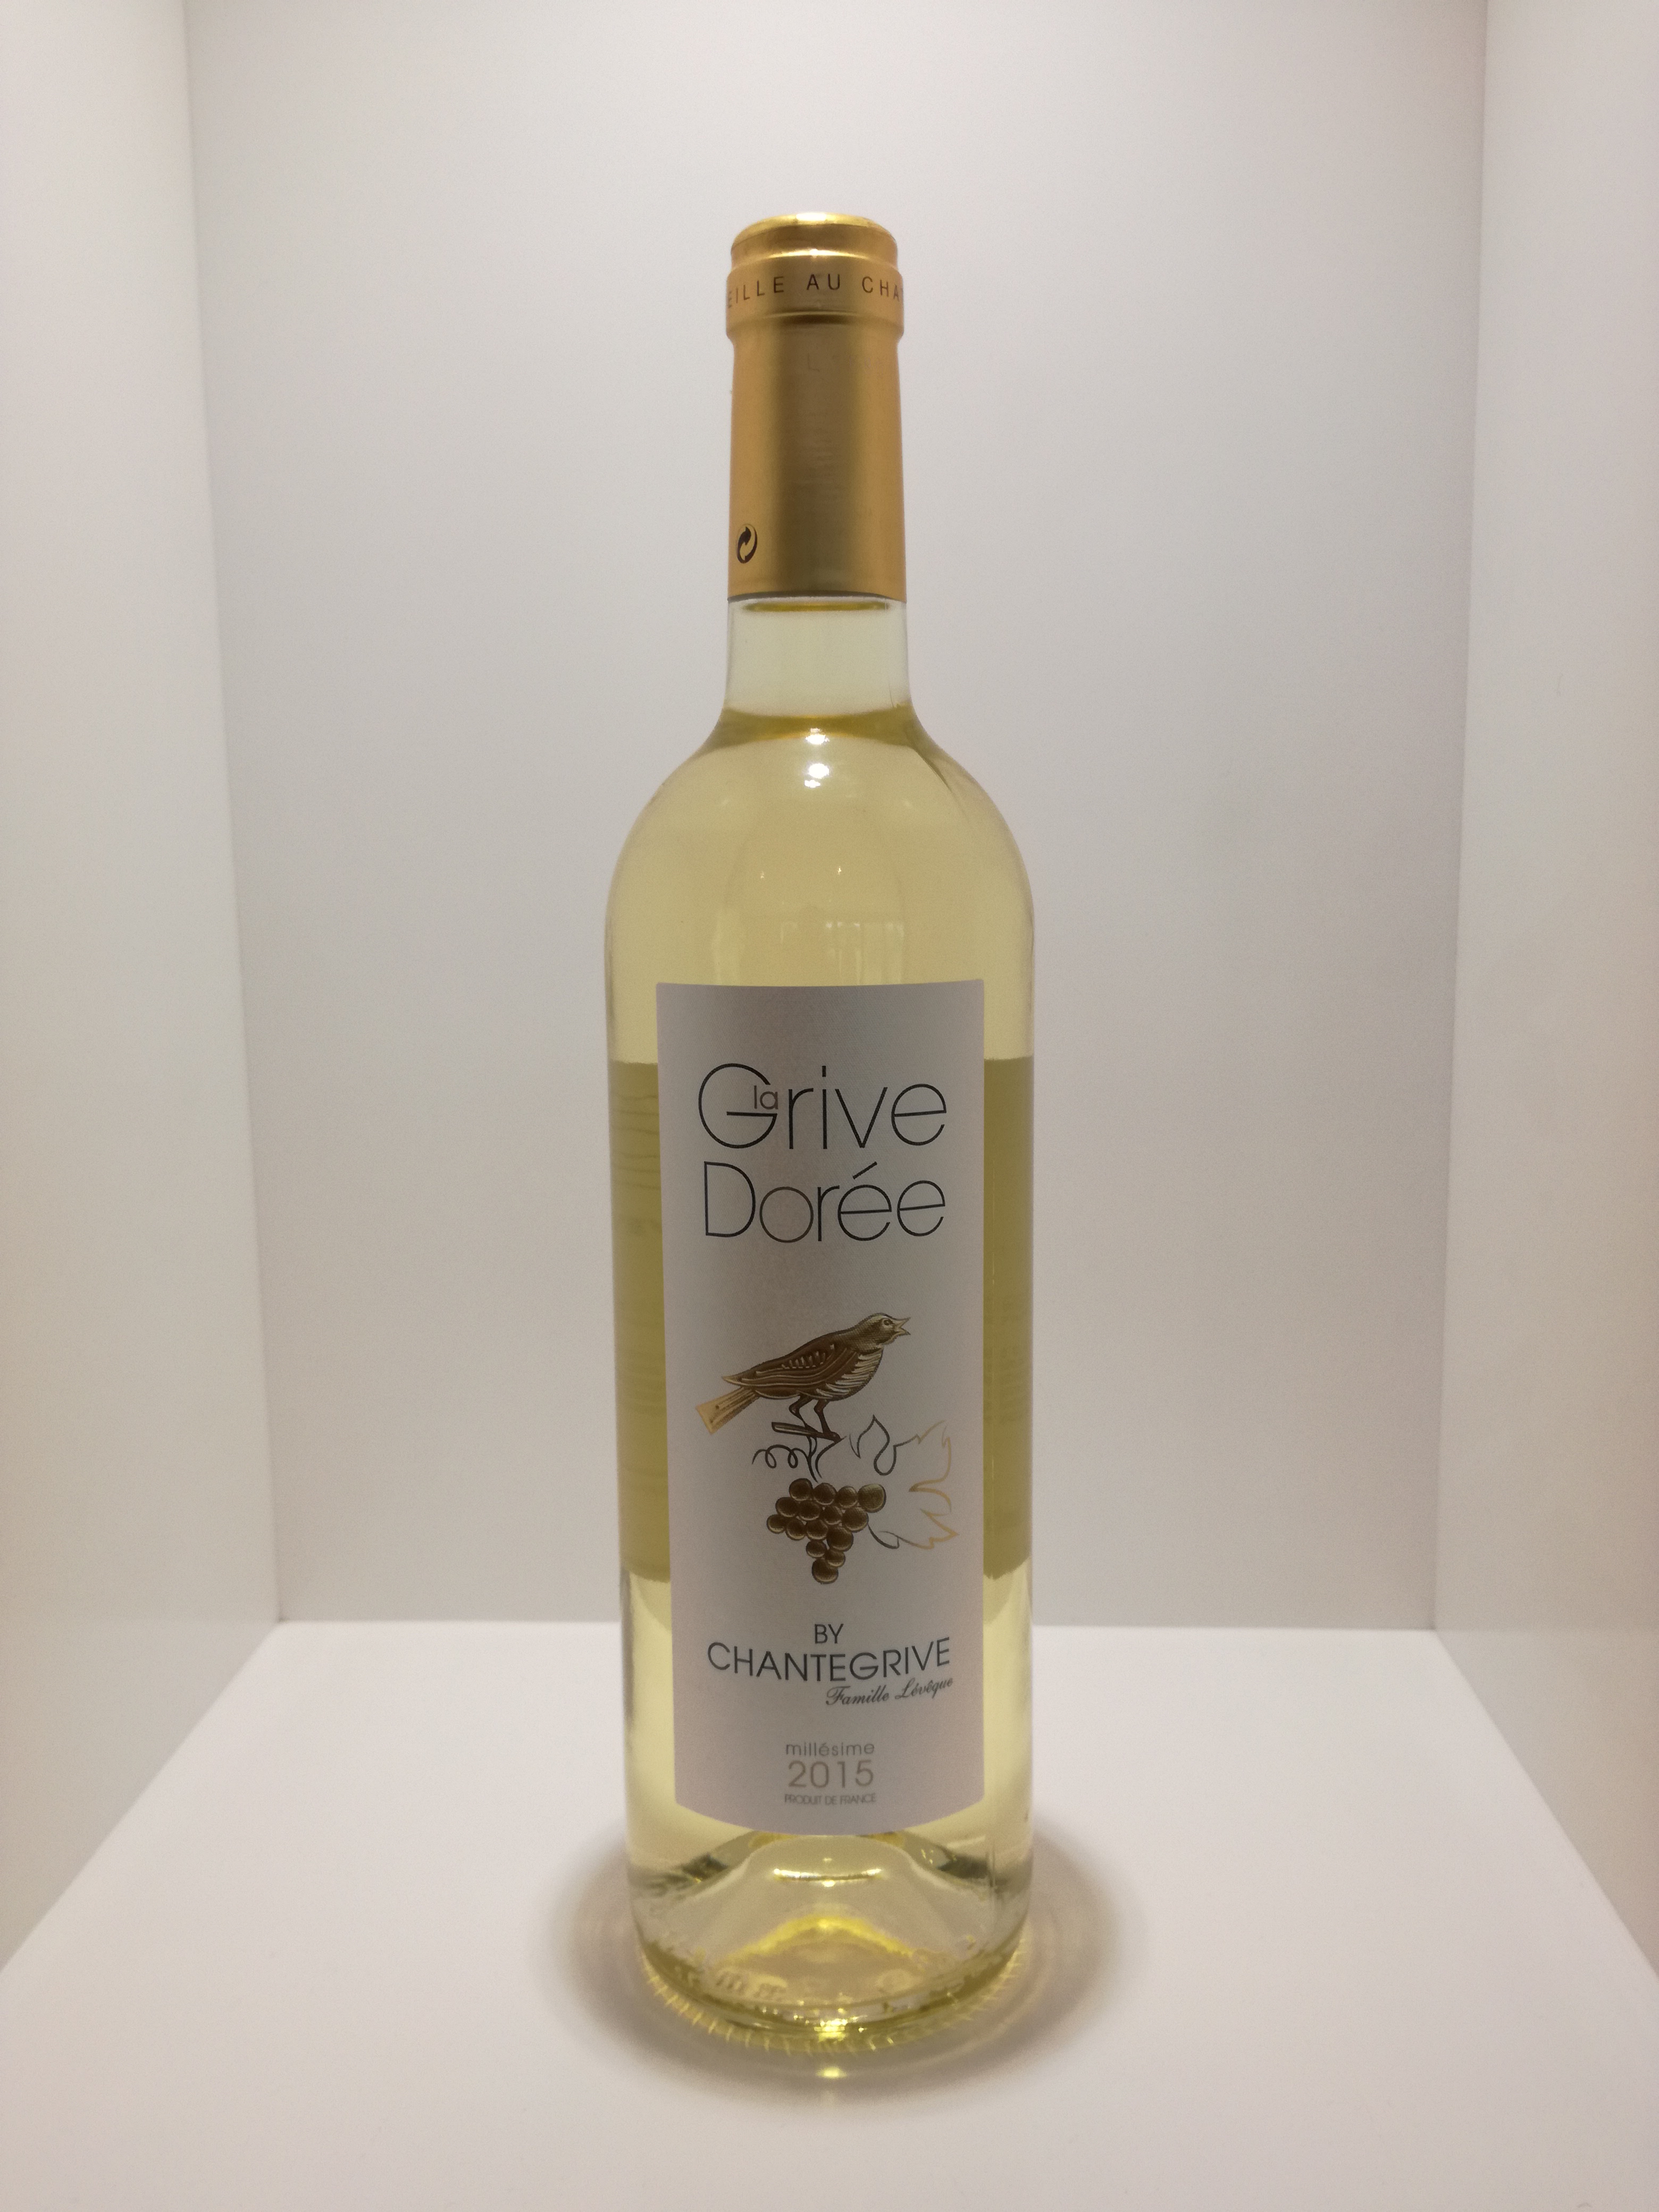 EILLE AU CHA
la
Grive
Dorée
BY
CHANTEGRIVE
Famille Lévêque
millésime
2015
PRODUIT DE FRANCE